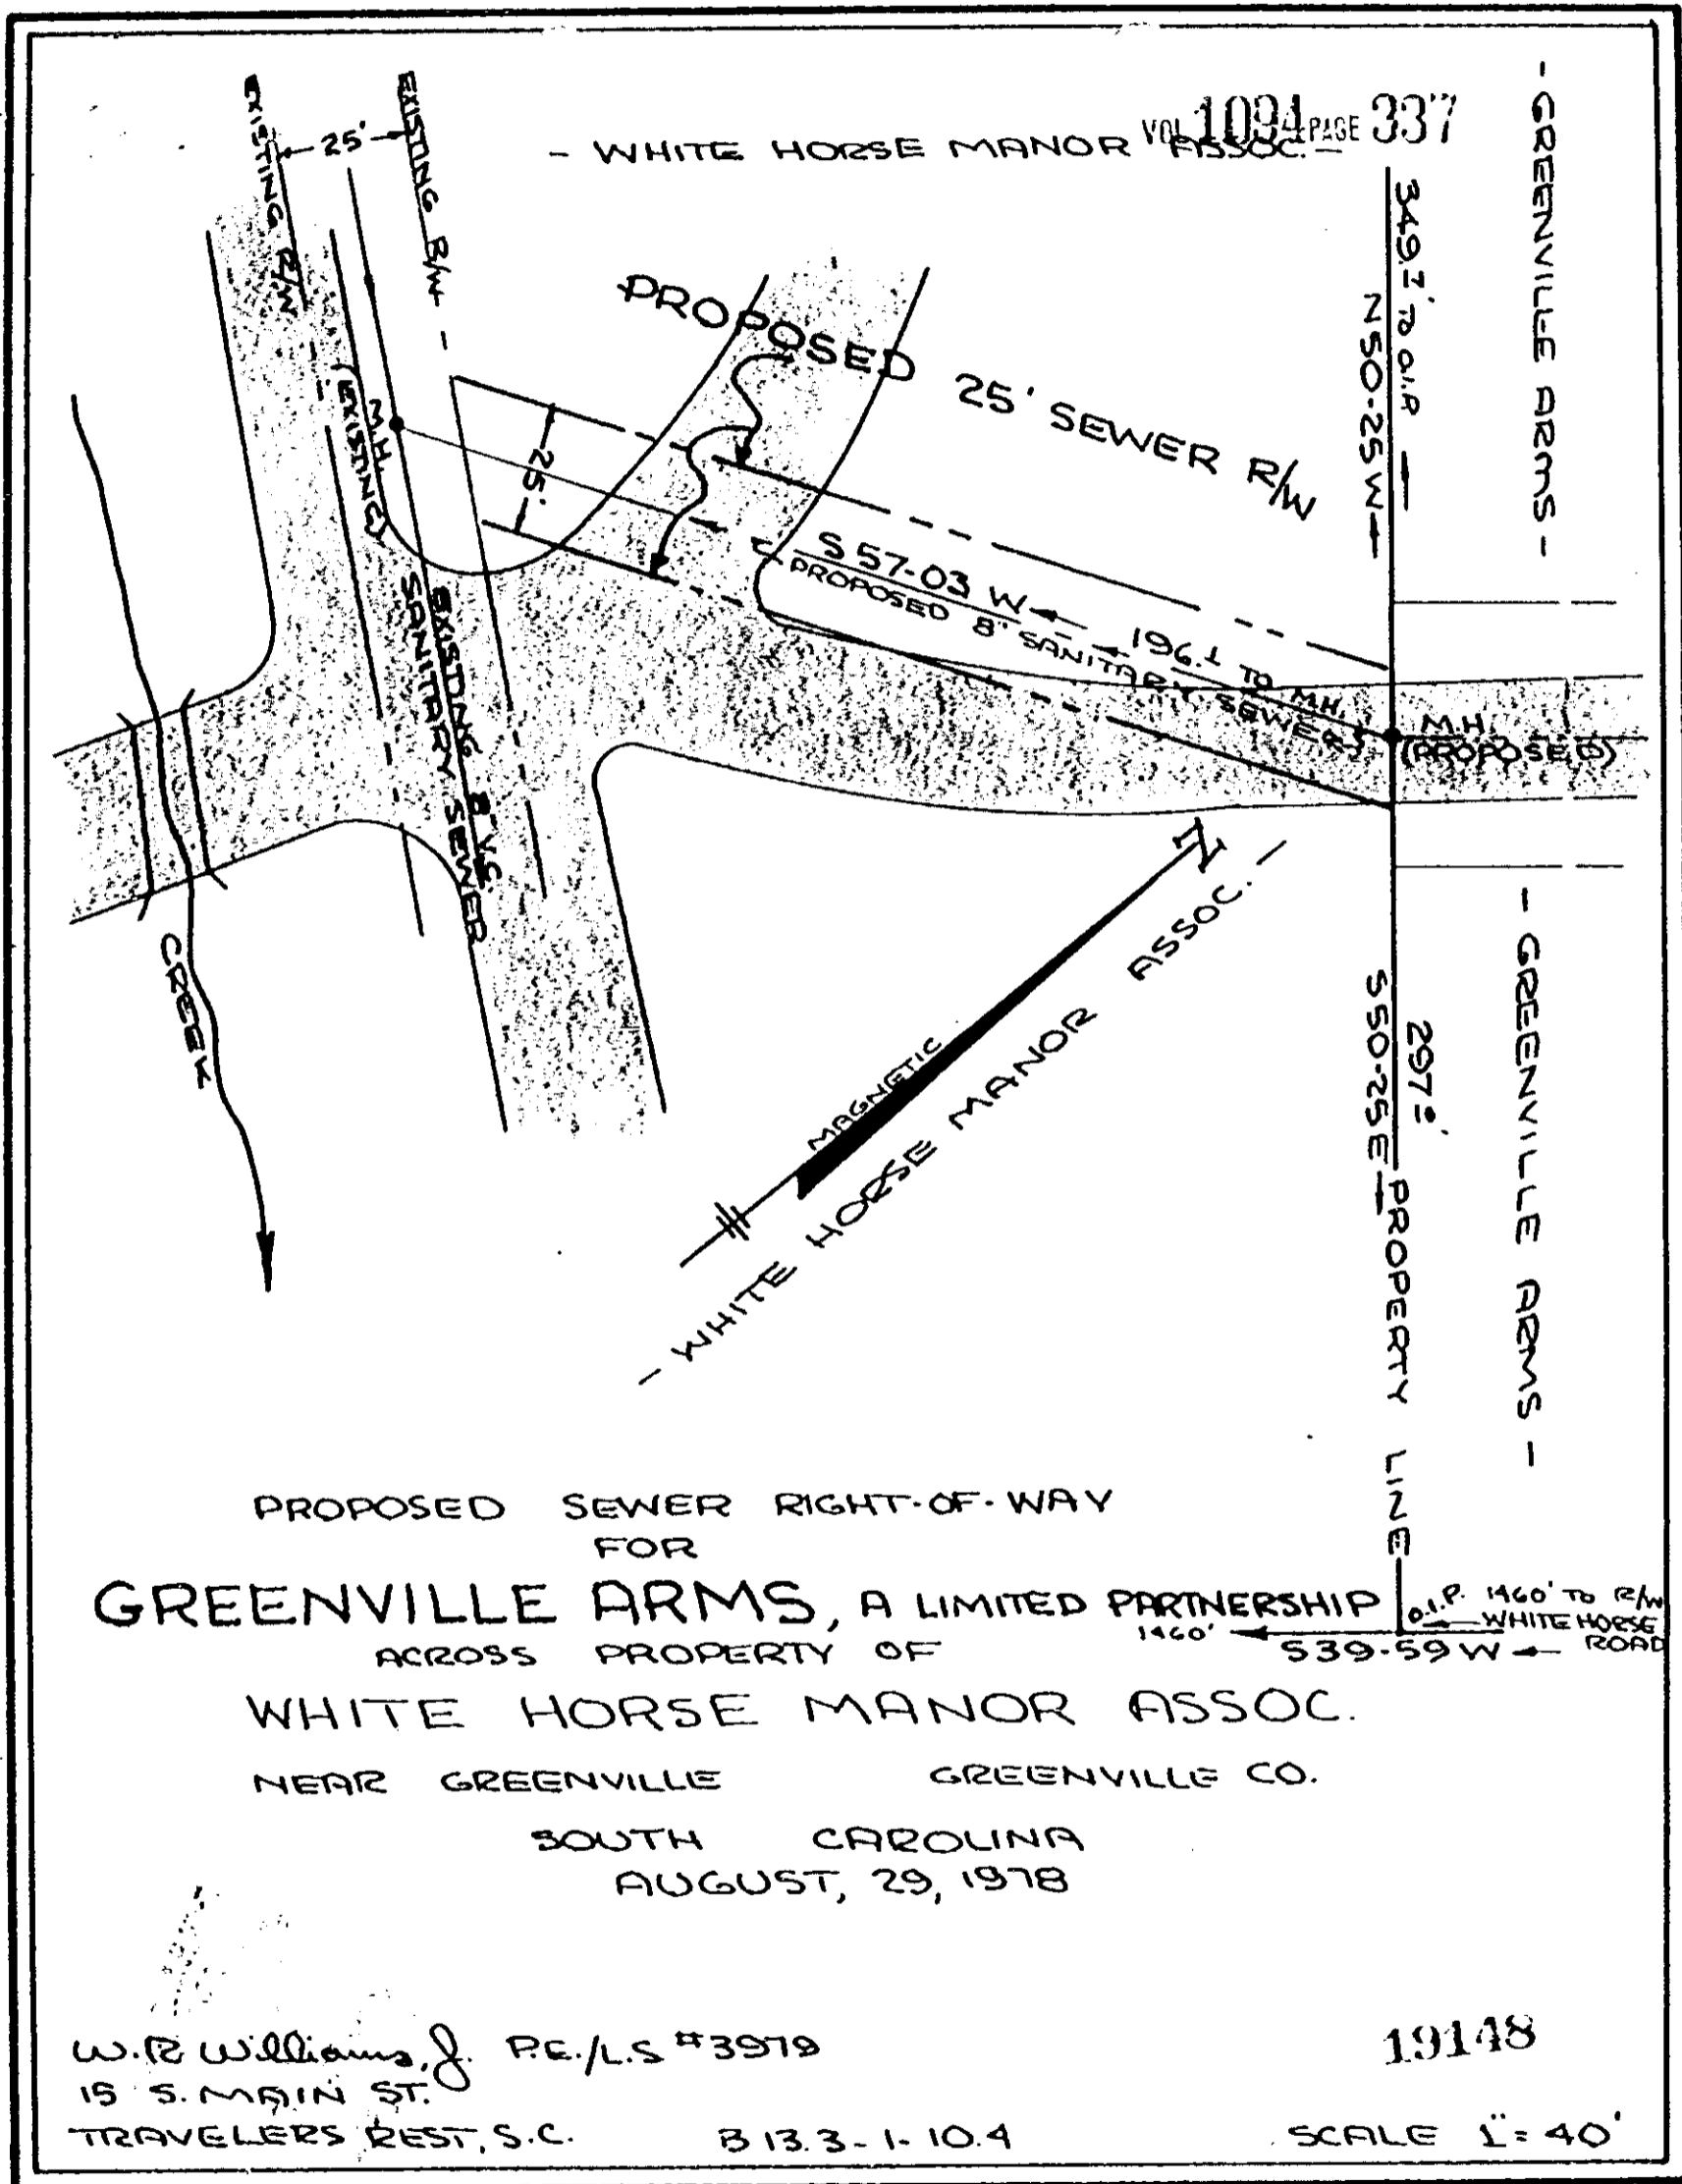 VOL 1094 PAGE 337
- WHITE HORSE MANOR ASSOC. -
EXISTING R/W
25'
EXISTING R/W
- GREENVILLE ARMS -
349.±' TO O.I.P.
N50-25W
PROPOSED 25' SEWER R/W
25'
M.H.
(EXISTING)
S 57-03 W
196.1 TO M.H.
PROPOSED 8" SANITARY SEWER
M.H.
(PROPOSED)
EXISTING 8" V.C.
SANITARY SEWER
CREEK
N
MAGNETIC
- WHITE HORSE MANOR ASSOC. -
297±'
S50-25E
PROPERTY LINE
- GREENVILLE ARMS -
PROPOSED SEWER RIGHT-OF-WAY
FOR
GREENVILLE ARMS, A LIMITED PARTNERSHIP
O.I.P. 1460' TO R/W
WHITE HORSE
ROAD
1460'
S39-59W
ACROSS PROPERTY OF
WHITE HORSE MANOR ASSOC.
NEAR GREENVILLE GREENVILLE CO.
SOUTH CAROLINA
AUGUST, 29, 1978
W.R. Williams, Jr. P.E./L.S #3979
15 S. MAIN ST.
TRAVELERS REST, S.C.
B 13.3-1-10.4
19148
SCALE 1"=40'